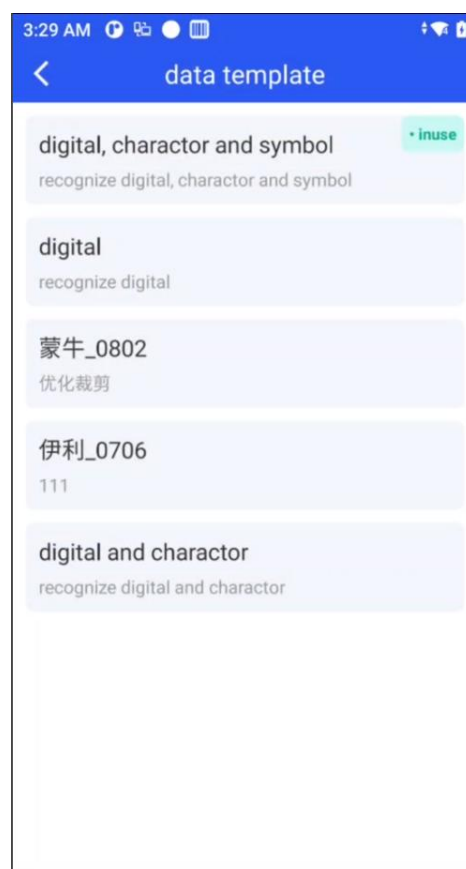 3:29 AM
data template
digital, charactor and symbol
• inuse
recognize digital, charactor and symbol
digital
recognize digital
蒙牛_0802
优化裁剪
伊利_0706
111
digital and charactor
recognize digital and charactor